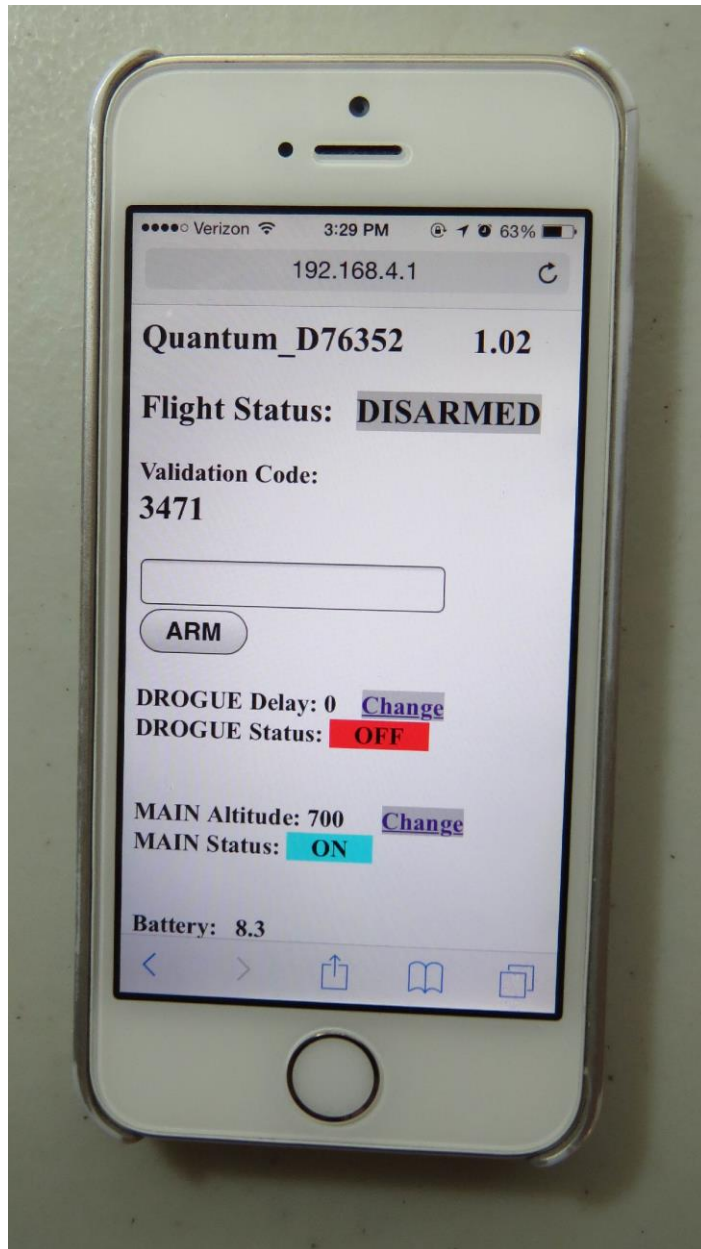 Verizon 3:29 PM 63%
192.168.4.1
Quantum_D76352 1.02
Flight Status: DISARMED
Validation Code:
3471
ARM
DROGUE Delay: 0 Change
DROGUE Status: OFF
MAIN Altitude: 700 Change
MAIN Status: ON
Battery: 8.3